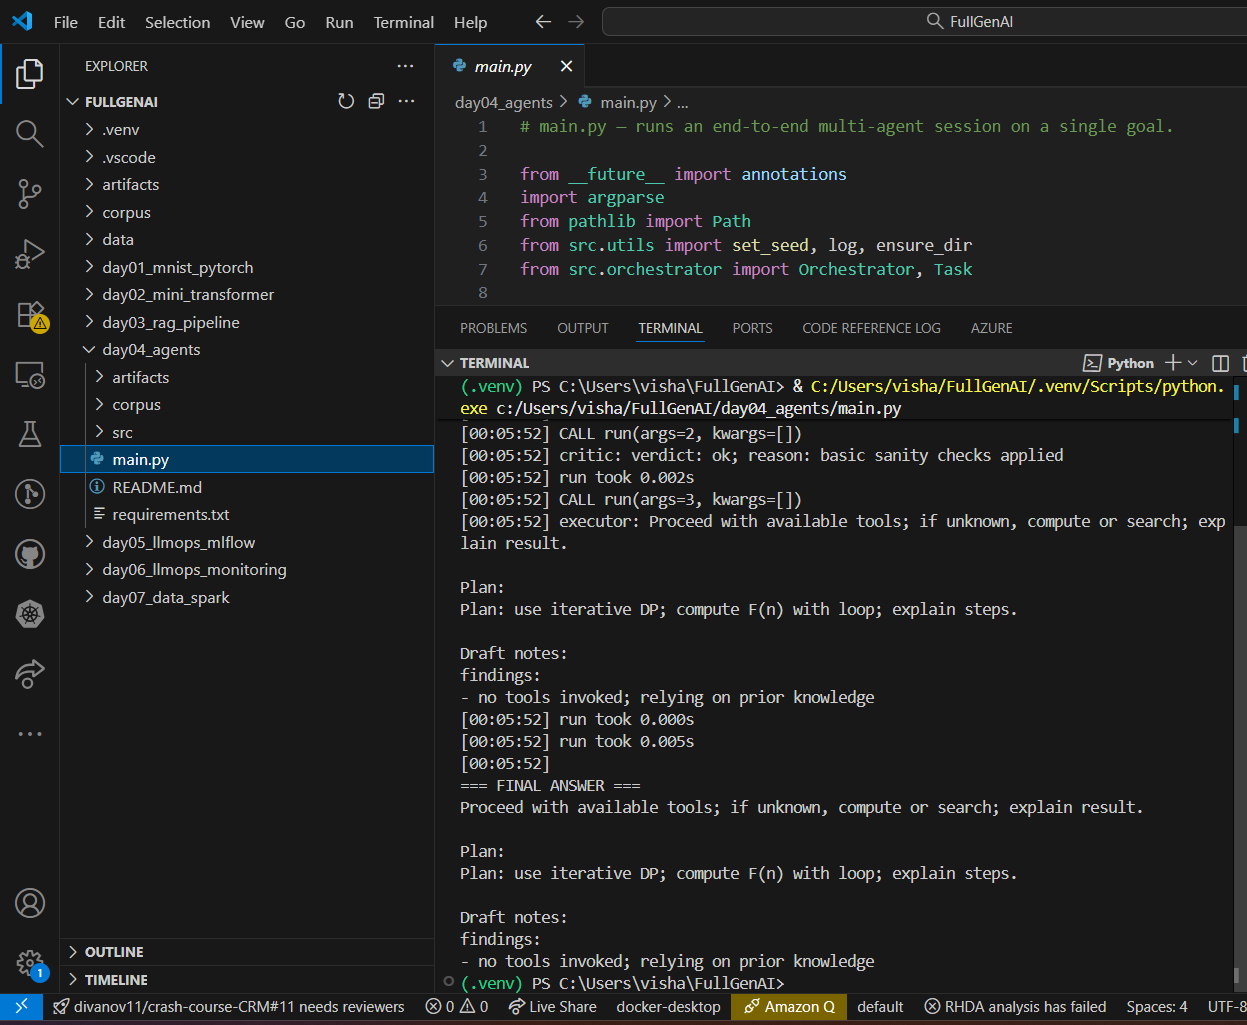 File Edit Selection View Go Run Terminal Help
FullGenAI
EXPLORER
FULLGENAI
.venv
.vscode
artifacts
corpus
data
day01_mnist_pytorch
day02_mini_transformer
day03_rag_pipeline
day04_agents
artifacts
corpus
src
main.py
README.md
requirements.txt
day05_llmops_mlflow
day06_llmops_monitoring
day07_data_spark
OUTLINE
TIMELINE
main.py
day04_agents > main.py > ...
1 # main.py — runs an end-to-end multi-agent session on a single goal.
2
3 from __future__ import annotations
4 import argparse
5 from pathlib import Path
6 from src.utils import set_seed, log, ensure_dir
7 from src.orchestrator import Orchestrator, Task
8
PROBLEMS OUTPUT TERMINAL PORTS CODE REFERENCE LOG AZURE
TERMINAL
Python
(.venv) PS C:\Users\visha\FullGenAI> & C:/Users/visha/FullGenAI/.venv/Scripts/python.
exe c:/Users/visha/FullGenAI/day04_agents/main.py
[00:05:52] CALL run(args=2, kwargs=[])
[00:05:52] critic: verdict: ok; reason: basic sanity checks applied
[00:05:52] run took 0.002s
[00:05:52] CALL run(args=3, kwargs=[])
[00:05:52] executor: Proceed with available tools; if unknown, compute or search; exp
lain result.
Plan:
Plan: use iterative DP; compute F(n) with loop; explain steps.
Draft notes:
findings:
- no tools invoked; relying on prior knowledge
[00:05:52] run took 0.000s
[00:05:52] run took 0.005s
[00:05:52]
=== FINAL ANSWER ===
Proceed with available tools; if unknown, compute or search; explain result.
Plan:
Plan: use iterative DP; compute F(n) with loop; explain steps.
Draft notes:
findings:
- no tools invoked; relying on prior knowledge
(.venv) PS C:\Users\visha\FullGenAI>
1
divanov11/crash-course-CRM#11 needs reviewers 0 0 Live Share docker-desktop Amazon Q default RHDA analysis has failed Spaces: 4 UTF-8